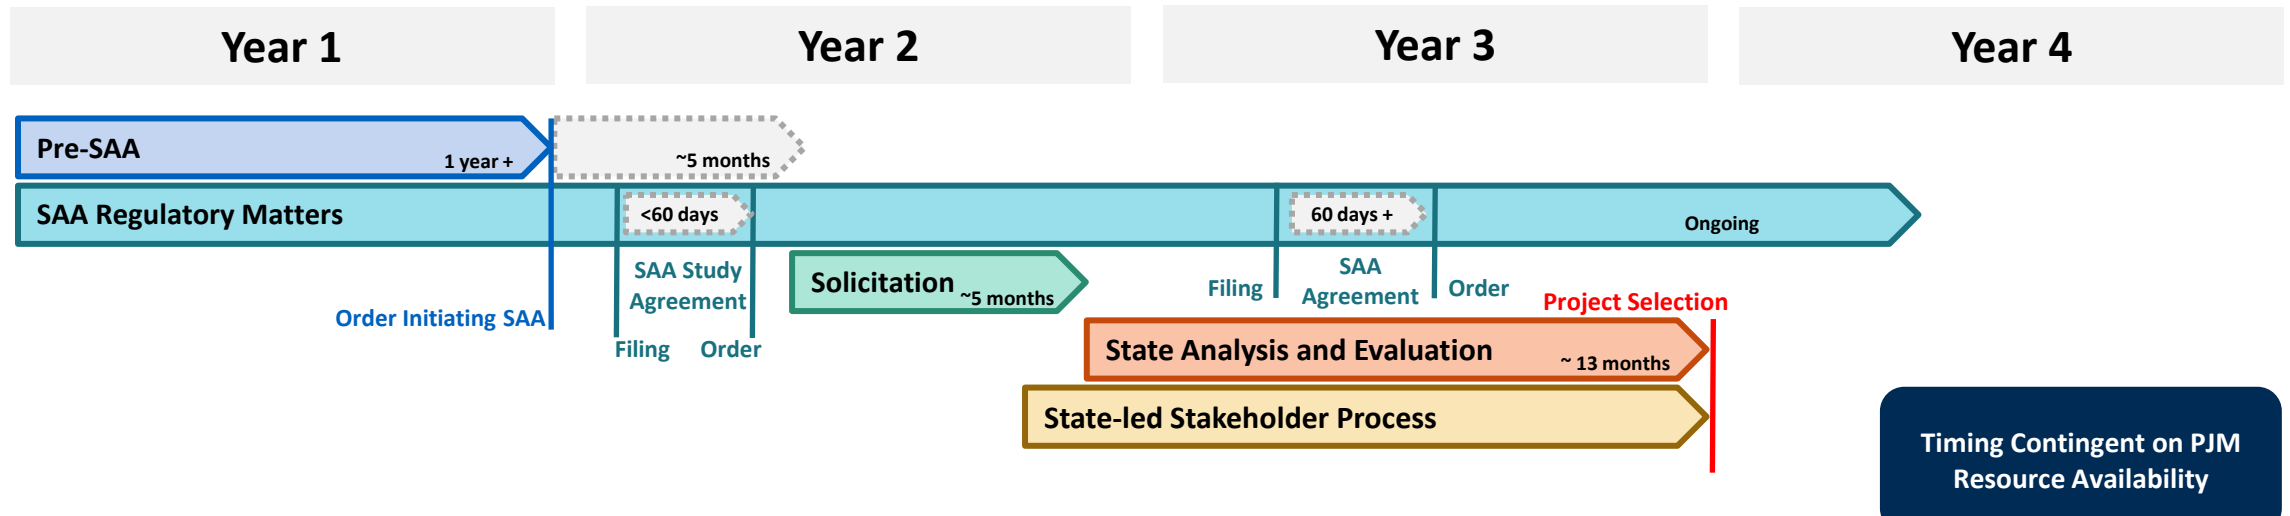 Year 1
Year 2
Year 3
Year 4
Pre-SAA
1 year +
~5 months
SAA Regulatory Matters
<60 days
60 days +
Ongoing
SAA Study
Agreement
Solicitation
~5 months
Filing
SAA
Agreement
Order
Order Initiating SAA
Filing
Order
Project Selection
State Analysis and Evaluation
~ 13 months
State-led Stakeholder Process
Timing Contingent on PJM
Resource Availability